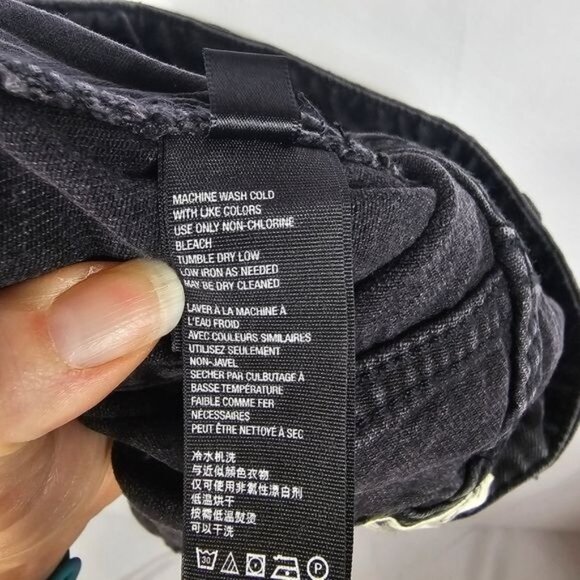 MACHINE WASH COLD
WITH LIKE COLORS
USE ONLY NON-CHLORINE
BLEACH
TUMBLE DRY LOW
LOW IRON AS NEEDED
MAY BE DRY CLEANED
LAVER À LA MACHINE À
L'EAU FROID
AVEC COULEURS SIMILAIRES
UTILISEZ SEULEMENT
NON-JAVEL
SECHER PAR CULBUTAGE À
BASSE TEMPÉRATURE
FAIBLE COMME FER
NÉCESSAIRES
PEUT ÊTRE NETTOYÉ À SEC
冷水机洗
与近似顏色衣物
仅可使用非氯性漂白剂
低温烘干
按需低温熨烫
可以干洗
30 P